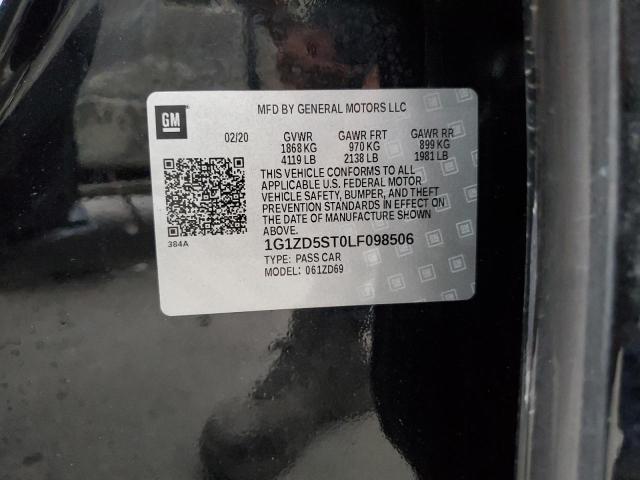 GM
MFD BY GENERAL MOTORS LLC
02/20 GVWR GAWR FRT GAWR RR
1868 KG 970 KG 899 KG
4119 LB 2138 LB 1981 LB
THIS VEHICLE CONFORMS TO ALL
APPLICABLE U.S. FEDERAL MOTOR
VEHICLE SAFETY, BUMPER, AND THEFT
PREVENTION STANDARDS IN EFFECT ON
THE DATE OF MANUFACTURE SHOWN
ABOVE.
384A
1G1ZD5ST0LF098506
TYPE: PASS CAR
MODEL: 061ZD69